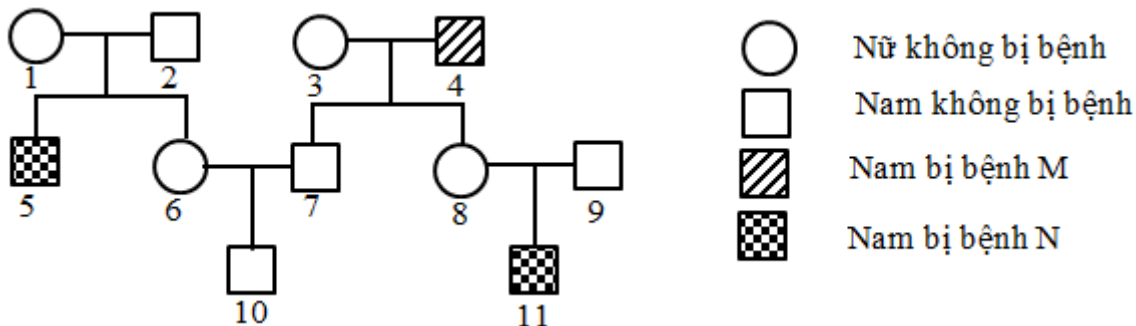 1 2 3 4
5 6 7 8 9
10 11
Nữ không bị bệnh
Nam không bị bệnh
Nam bị bệnh M
Nam bị bệnh N